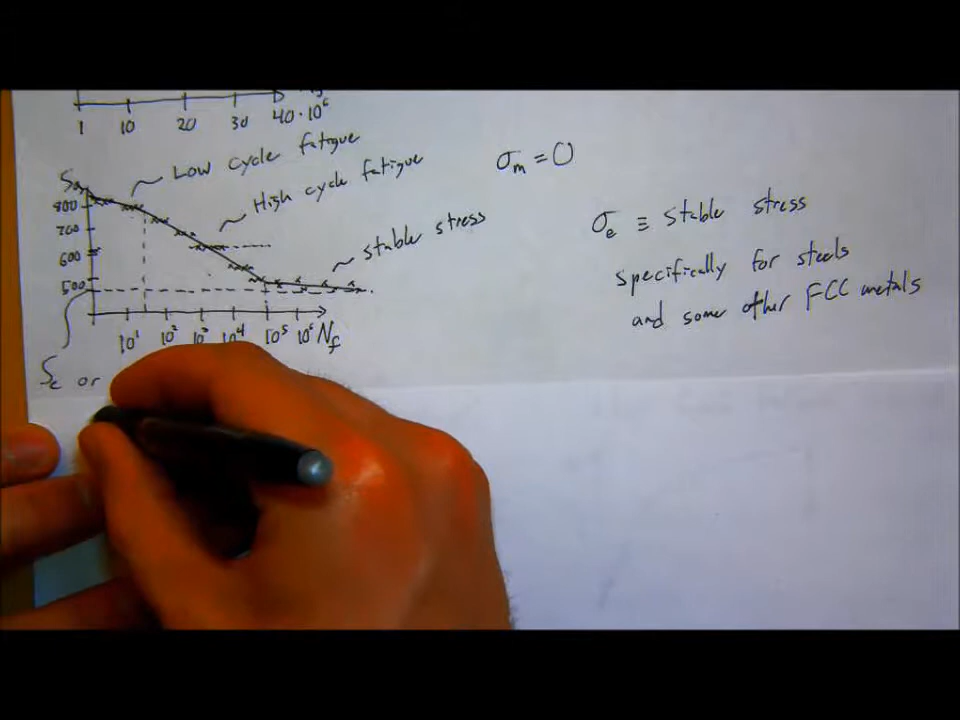 1 10 20 30 40·10⁶
Low cycle fatigue
High cycle fatigue
stable stress
Sa
800
700
600
500
10¹ 10² 10³ 10⁴ 10⁵ 10⁶ Nf
Se or
σm = 0
σe ≡ stable stress
specifically for steels
and some other FCC metals